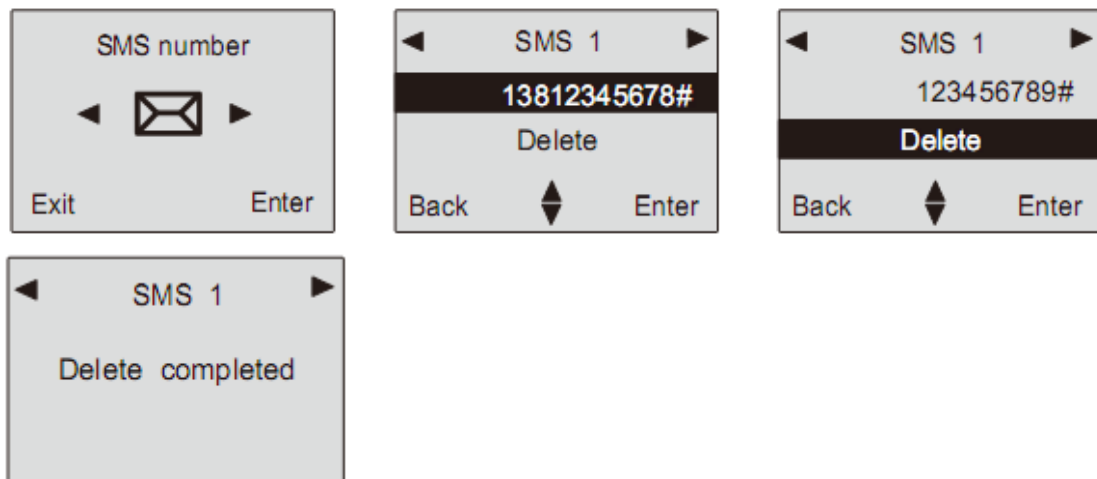 SMS number
Exit Enter
SMS 1
13812345678#
Delete
Back Enter
SMS 1
123456789#
Delete
Back Enter
SMS 1
Delete completed